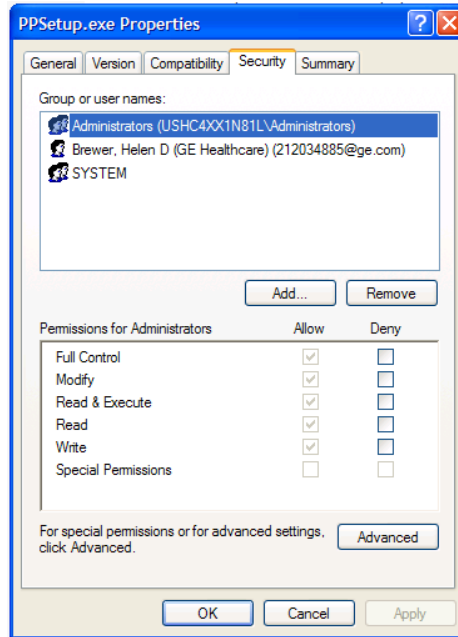 PPSetup.exe Properties
General Version Compatibility Security Summary
Group or user names:
Administrators (USHC4XX1N81L\Administrators)
Brewer, Helen D (GE Healthcare) (212034885@ge.com)
SYSTEM
Add... Remove
Permissions for Administrators Allow Deny
Full Control
Modify
Read & Execute
Read
Write
Special Permissions
For special permissions or for advanced settings,
click Advanced.
Advanced
OK Cancel Apply